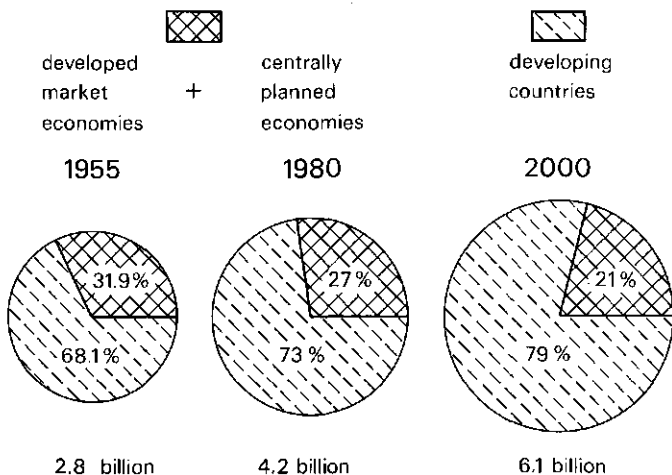 developed centrally developing
market + planned countries
economies economies
1955 1980 2000
31.9% 27% 21%
68.1% 73% 79%
2.8 billion 4.2 billion 6.1 billion